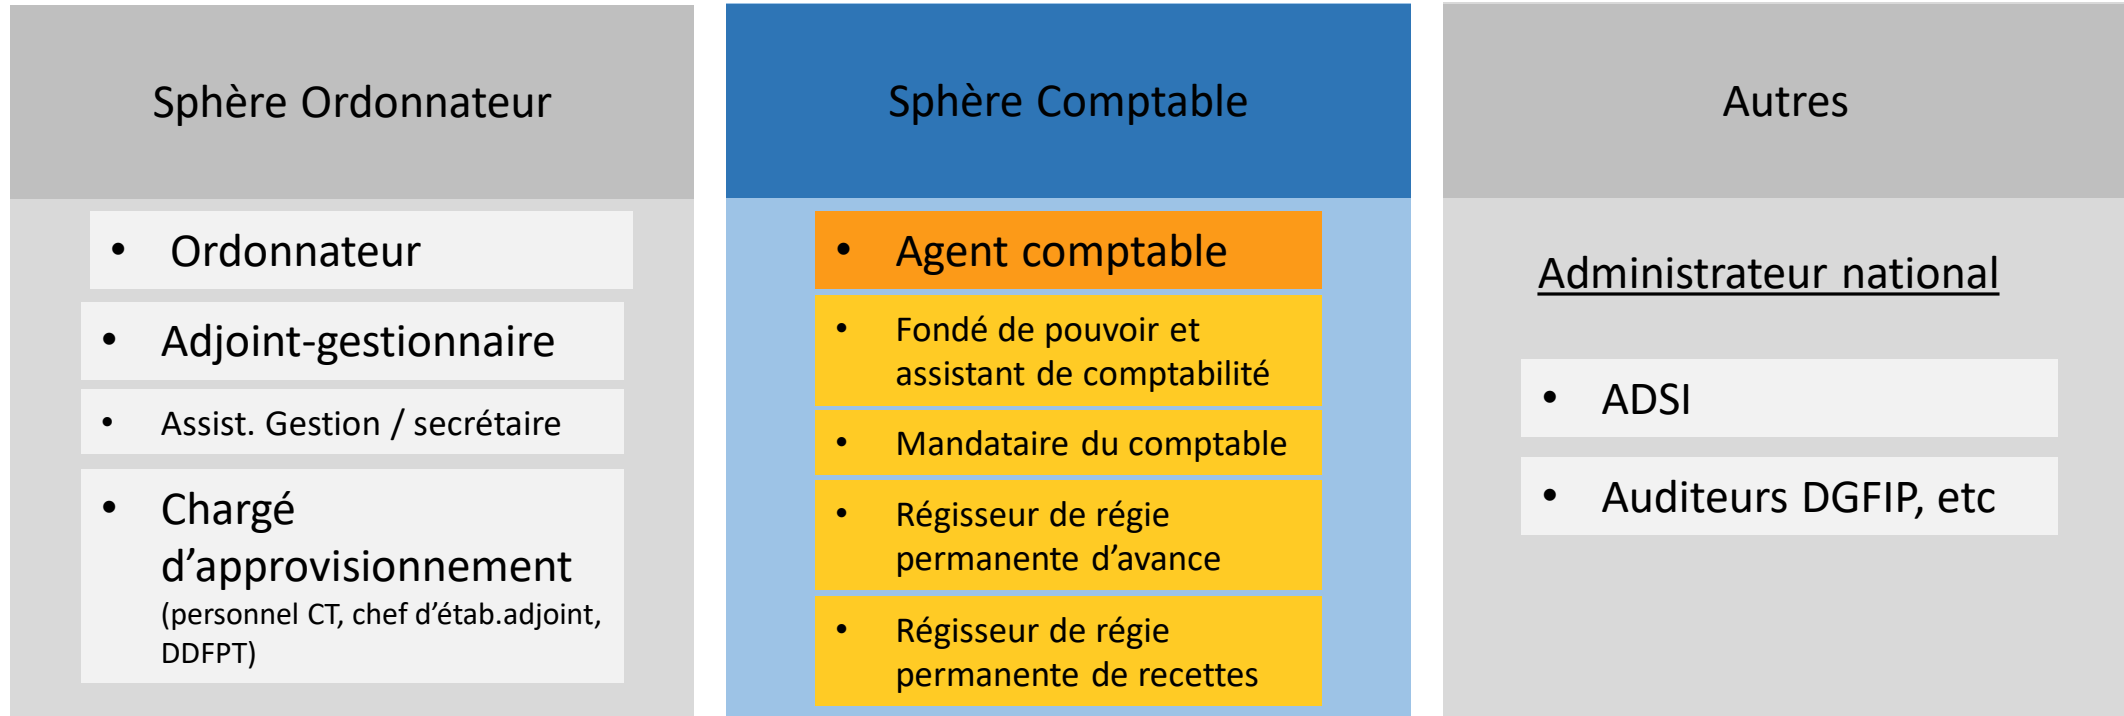 Sphère Ordonnateur
• Ordonnateur
• Adjoint-gestionnaire
• Assist. Gestion / secrétaire
• Chargé
d’approvisionnement
(personnel CT, chef d’étab.adjoint,
DDFPT)
Sphère Comptable
• Agent comptable
• Fondé de pouvoir et
assistant de comptabilité
• Mandataire du comptable
• Régisseur de régie
permanente d’avance
• Régisseur de régie
permanente de recettes
Autres
Administrateur national
• ADSI
• Auditeurs DGFIP, etc